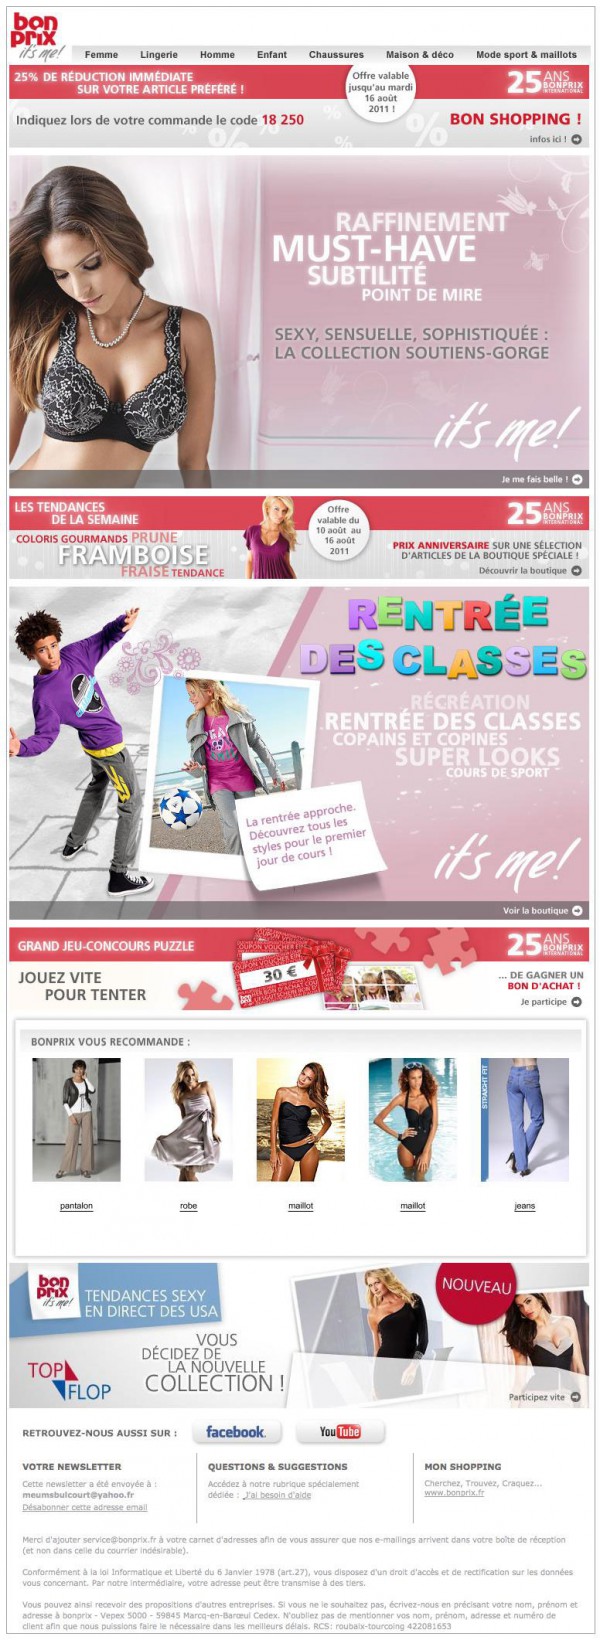 bon
prix
it's me!
Femme Lingerie Homme Enfant Chaussures Maison & déco Mode sport & maillots
25% DE RÉDUCTION IMMÉDIATE
SUR VOTRE ARTICLE PRÉFÉRÉ !
Offre valable
jusqu'au mardi
16 août
2011 !
25 ANS
BONPRIX
INTERNATIONAL
Indiquez lors de votre commande le code 18 250
BON SHOPPING !
infos ici !
RAFFINEMENT
MUST-HAVE
SUBTILITÉ
POINT DE MIRE
SEXY, SENSUELLE, SOPHISTIQUÉE :
LA COLLECTION SOUTIENS-GORGE
it's me!
Je me fais belle !
LES TENDANCES
DE LA SEMAINE
COLORIS GOURMANDS PRUNE
FRAMBOISE
FRAISE TENDANCE
Offre
valable du
10 août au
16 août
2011
25 ANS
BONPRIX
INTERNATIONAL
PRIX ANNIVERSAIRE SUR UNE SÉLECTION
D'ARTICLES DE LA BOUTIQUE SPÉCIALE !
Découvrir la boutique
RENTRÉE
DES CLASSES
RÉCRÉATION
RENTRÉE DES CLASSES
COPAINS ET COPINES
SUPER LOOKS
COURS DE SPORT
La rentrée approche.
Découvrez tous les
styles pour le premier
jour de cours !
it's me!
Voir la boutique
GRAND JEU-CONCOURS PUZZLE
JOUEZ VITE
POUR TENTER
30 €
bon
prix
25 ANS
BONPRIX
INTERNATIONAL
... DE GAGNER UN
BON D'ACHAT !
Je participe
BONPRIX VOUS RECOMMANDE :
STRAIGHT FIT
pantalon robe maillot maillot jeans
bon
prix
it's me!
TENDANCES SEXY
EN DIRECT DES USA
NOUVEAU
TOP
FLOP
VOUS
DÉCIDEZ DE
LA NOUVELLE
COLLECTION !
Participez vite
RETROUVEZ-NOUS AUSSI SUR :
facebook.
YouTube
VOTRE NEWSLETTER
Cette newsletter a été envoyée à :
meumsbulcourt@yahoo.fr
Désabonner cette adresse email
QUESTIONS & SUGGESTIONS
Accédez à notre rubrique spécialement
dédiée : J'ai besoin d'aide
MON SHOPPING
Cherchez, Trouvez, Craquez...
www.bonprix.fr
Merci d'ajouter service@bonprix.fr à votre carnet d'adresses afin de vous assurer que nos e-mailings arrivent dans votre boîte de réception
(et non dans celle du courrier indésirable).
Conformément à la loi Informatique et Liberté du 6 Janvier 1978 (art.27), vous disposez d'un droit d'accès et de rectification sur les données
vous concernant. Par notre intermédiaire, votre adresse peut être transmise à des tiers.
Vous pouvez ainsi recevoir des propositions d'autres entreprises. Si vous ne le souhaitez pas, écrivez-nous en précisant votre nom, prénom et
adresse à bonprix - Vepex 5000 - 59845 Marcq-en-Barœul Cedex. N'oubliez pas de mentionner vos nom, prénom, adresse et numéro de
client afin que nous puissions faire le nécessaire dans les meilleurs délais. RCS: roubaix-tourcoing 422081653